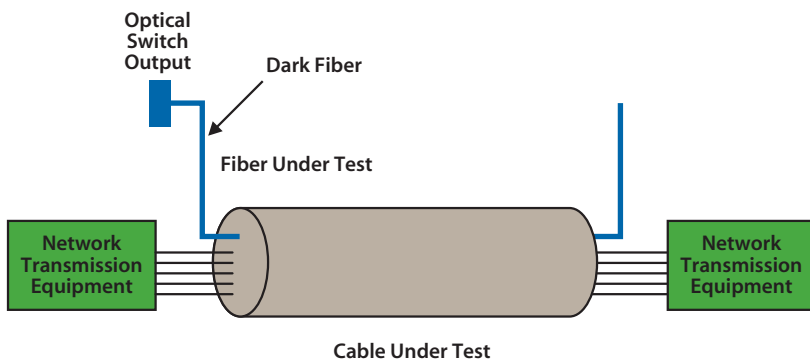 Optical
Switch
Output
Dark Fiber
Fiber Under Test
Network
Transmission
Equipment
Network
Transmission
Equipment
Cable Under Test